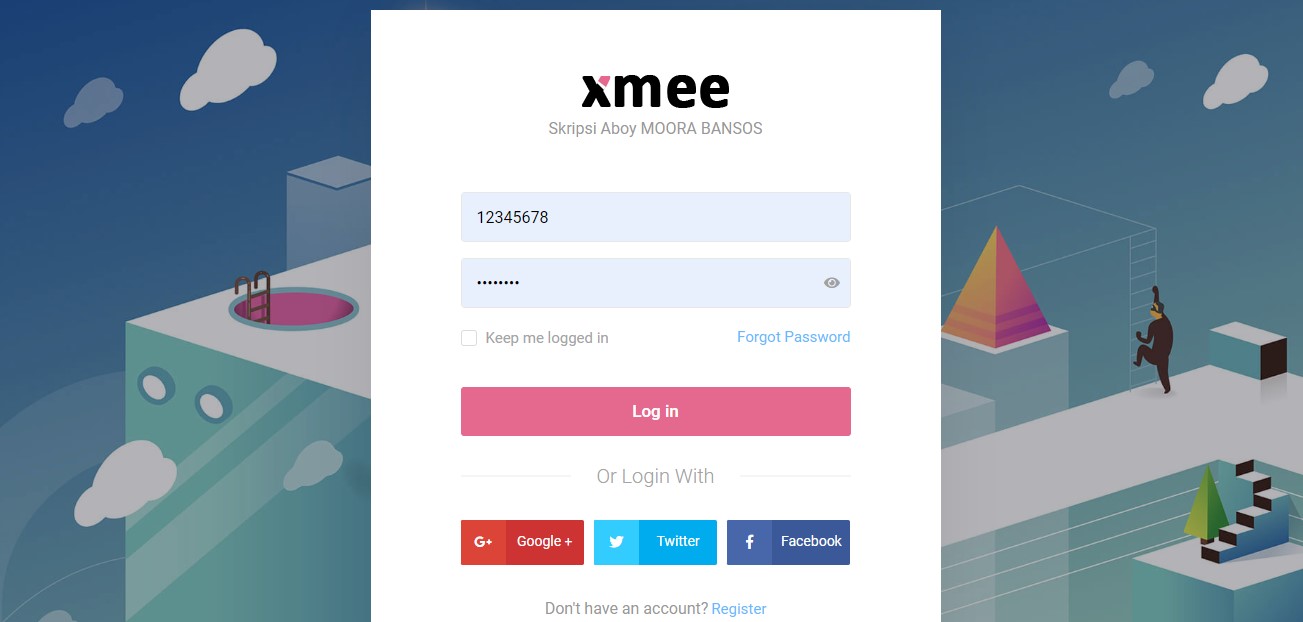 xmee
Skripsi Aboy MOORA BANSOS
12345678
••••••••
Keep me logged in Forgot Password
Log in
Or Login With
G+ Google + Twitter f Facebook
Don't have an account? Register